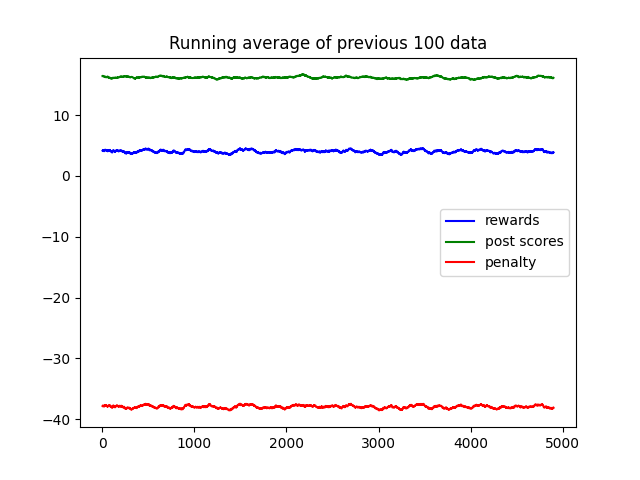 Running average of previous 100 data
10
0
−10
−20
−30
−40
rewards
post scores
penalty
0 1000 2000 3000 4000 5000